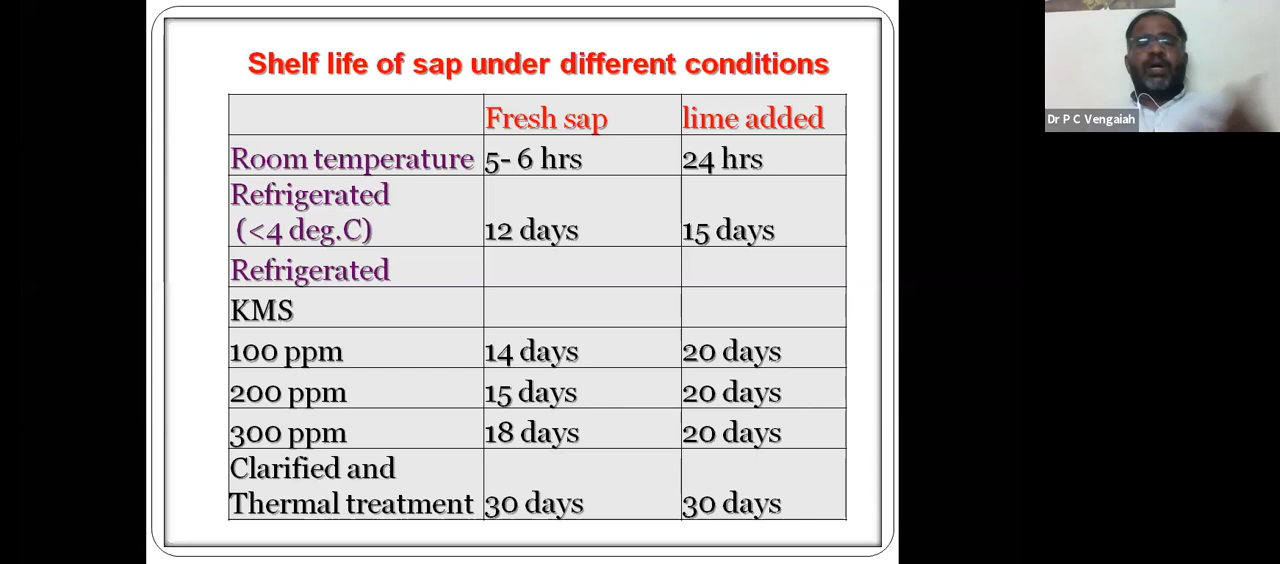 Shelf life of sap under different conditions
Fresh sap lime added
Room temperature 5- 6 hrs 24 hrs
Refrigerated
(<4 deg.C) 12 days 15 days
Refrigerated
KMS
100 ppm 14 days 20 days
200 ppm 15 days 20 days
300 ppm 18 days 20 days
Clarified and
Thermal treatment 30 days 30 days
Dr P C Vengaiah